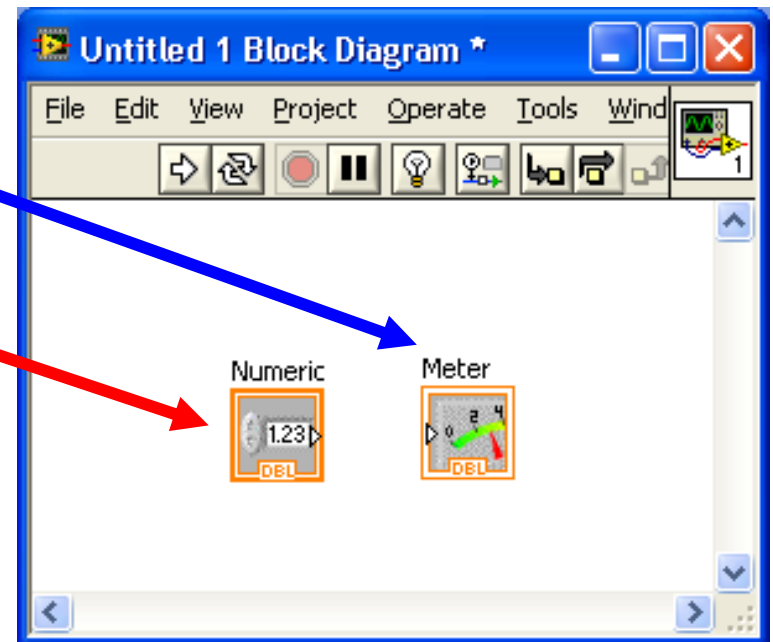 Untitled 1 Block Diagram *
File Edit View Project Operate Tools Wind
1
Numeric Meter
1.23 0 2 4
DBL DBL